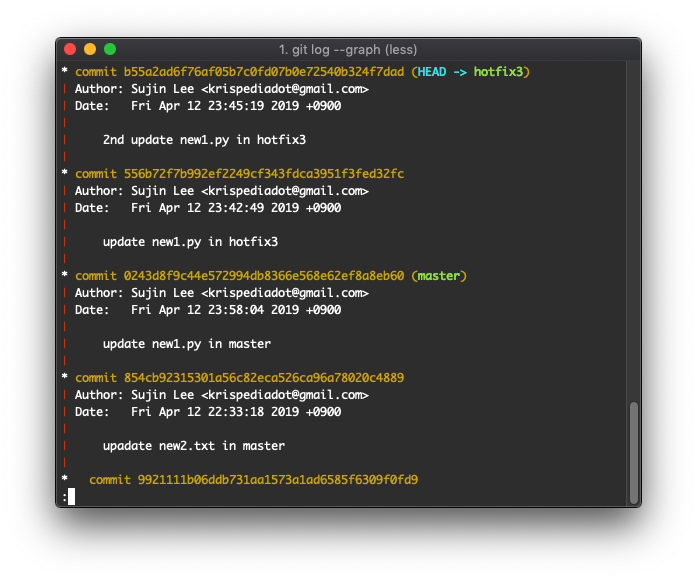 1. git log --graph (less)
* commit b55a2ad6f76af05b7c0fd07b0e72540b324f7dad (HEAD -> hotfix3)
| Author: Sujin Lee <krispediadot@gmail.com>
| Date:   Fri Apr 12 23:45:19 2019 +0900
|
|     2nd update new1.py in hotfix3
|
* commit 556b72f7b992ef2249cf343fdca3951f3fed32fc
| Author: Sujin Lee <krispediadot@gmail.com>
| Date:   Fri Apr 12 23:42:49 2019 +0900
|
|     update new1.py in hotfix3
|
* commit 0243d8f9c44e572994db8366e568e62ef8a8eb60 (master)
| Author: Sujin Lee <krispediadot@gmail.com>
| Date:   Fri Apr 12 23:58:04 2019 +0900
|
|     update new1.py in master
|
* commit 854cb92315301a56c82eca526ca96a78020c4889
| Author: Sujin Lee <krispediadot@gmail.com>
| Date:   Fri Apr 12 22:33:18 2019 +0900
|
|     upadate new2.txt in master
|
*   commit 9921111b06ddb731aa1573a1ad6585f6309f0fd9
: